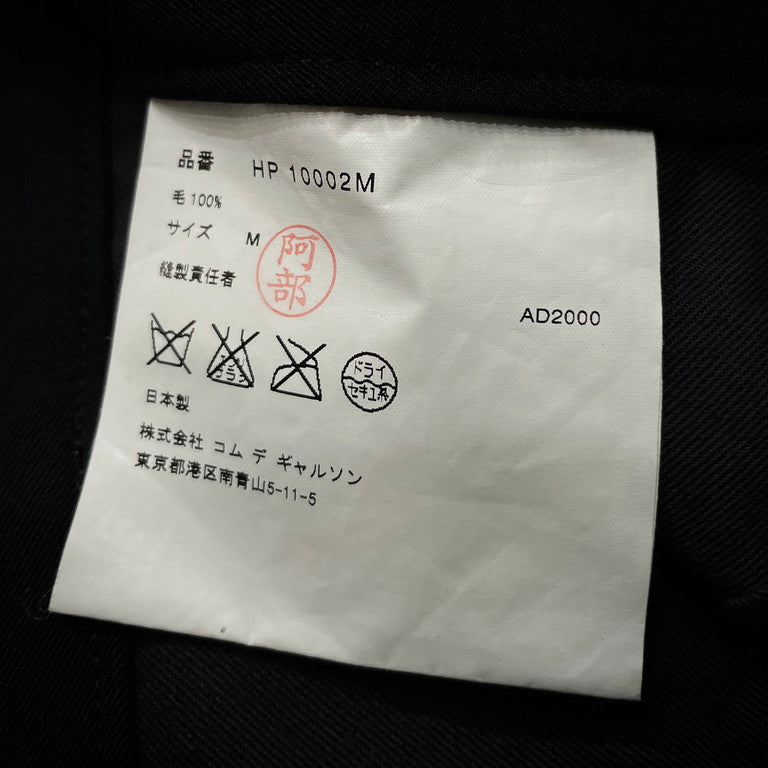 品番 HP 10002M
毛 100%
サイズ M
縫製責任者 阿部
AD2000
ドライ
セキユ系
日本製
株式会社 コム デ ギャルソン
東京都港区南青山5-11-5